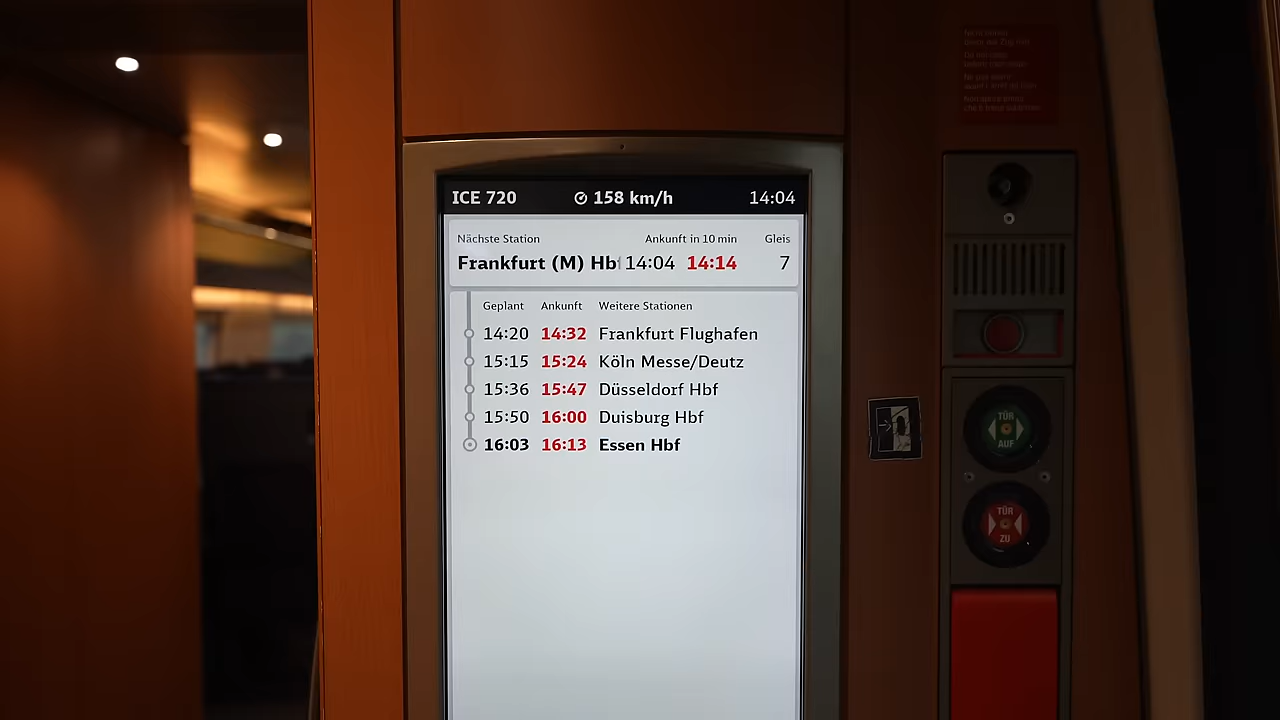 ICE 720 158 km/h 14:04
Nächste Station Ankunft in 10 min Gleis
Frankfurt (M) Hb 14:04 14:14 7
Geplant Ankunft Weitere Stationen
14:20 14:32 Frankfurt Flughafen
15:15 15:24 Köln Messe/Deutz
15:36 15:47 Düsseldorf Hbf
15:50 16:00 Duisburg Hbf
16:03 16:13 Essen Hbf
TÜR
AUF
TÜR
ZU